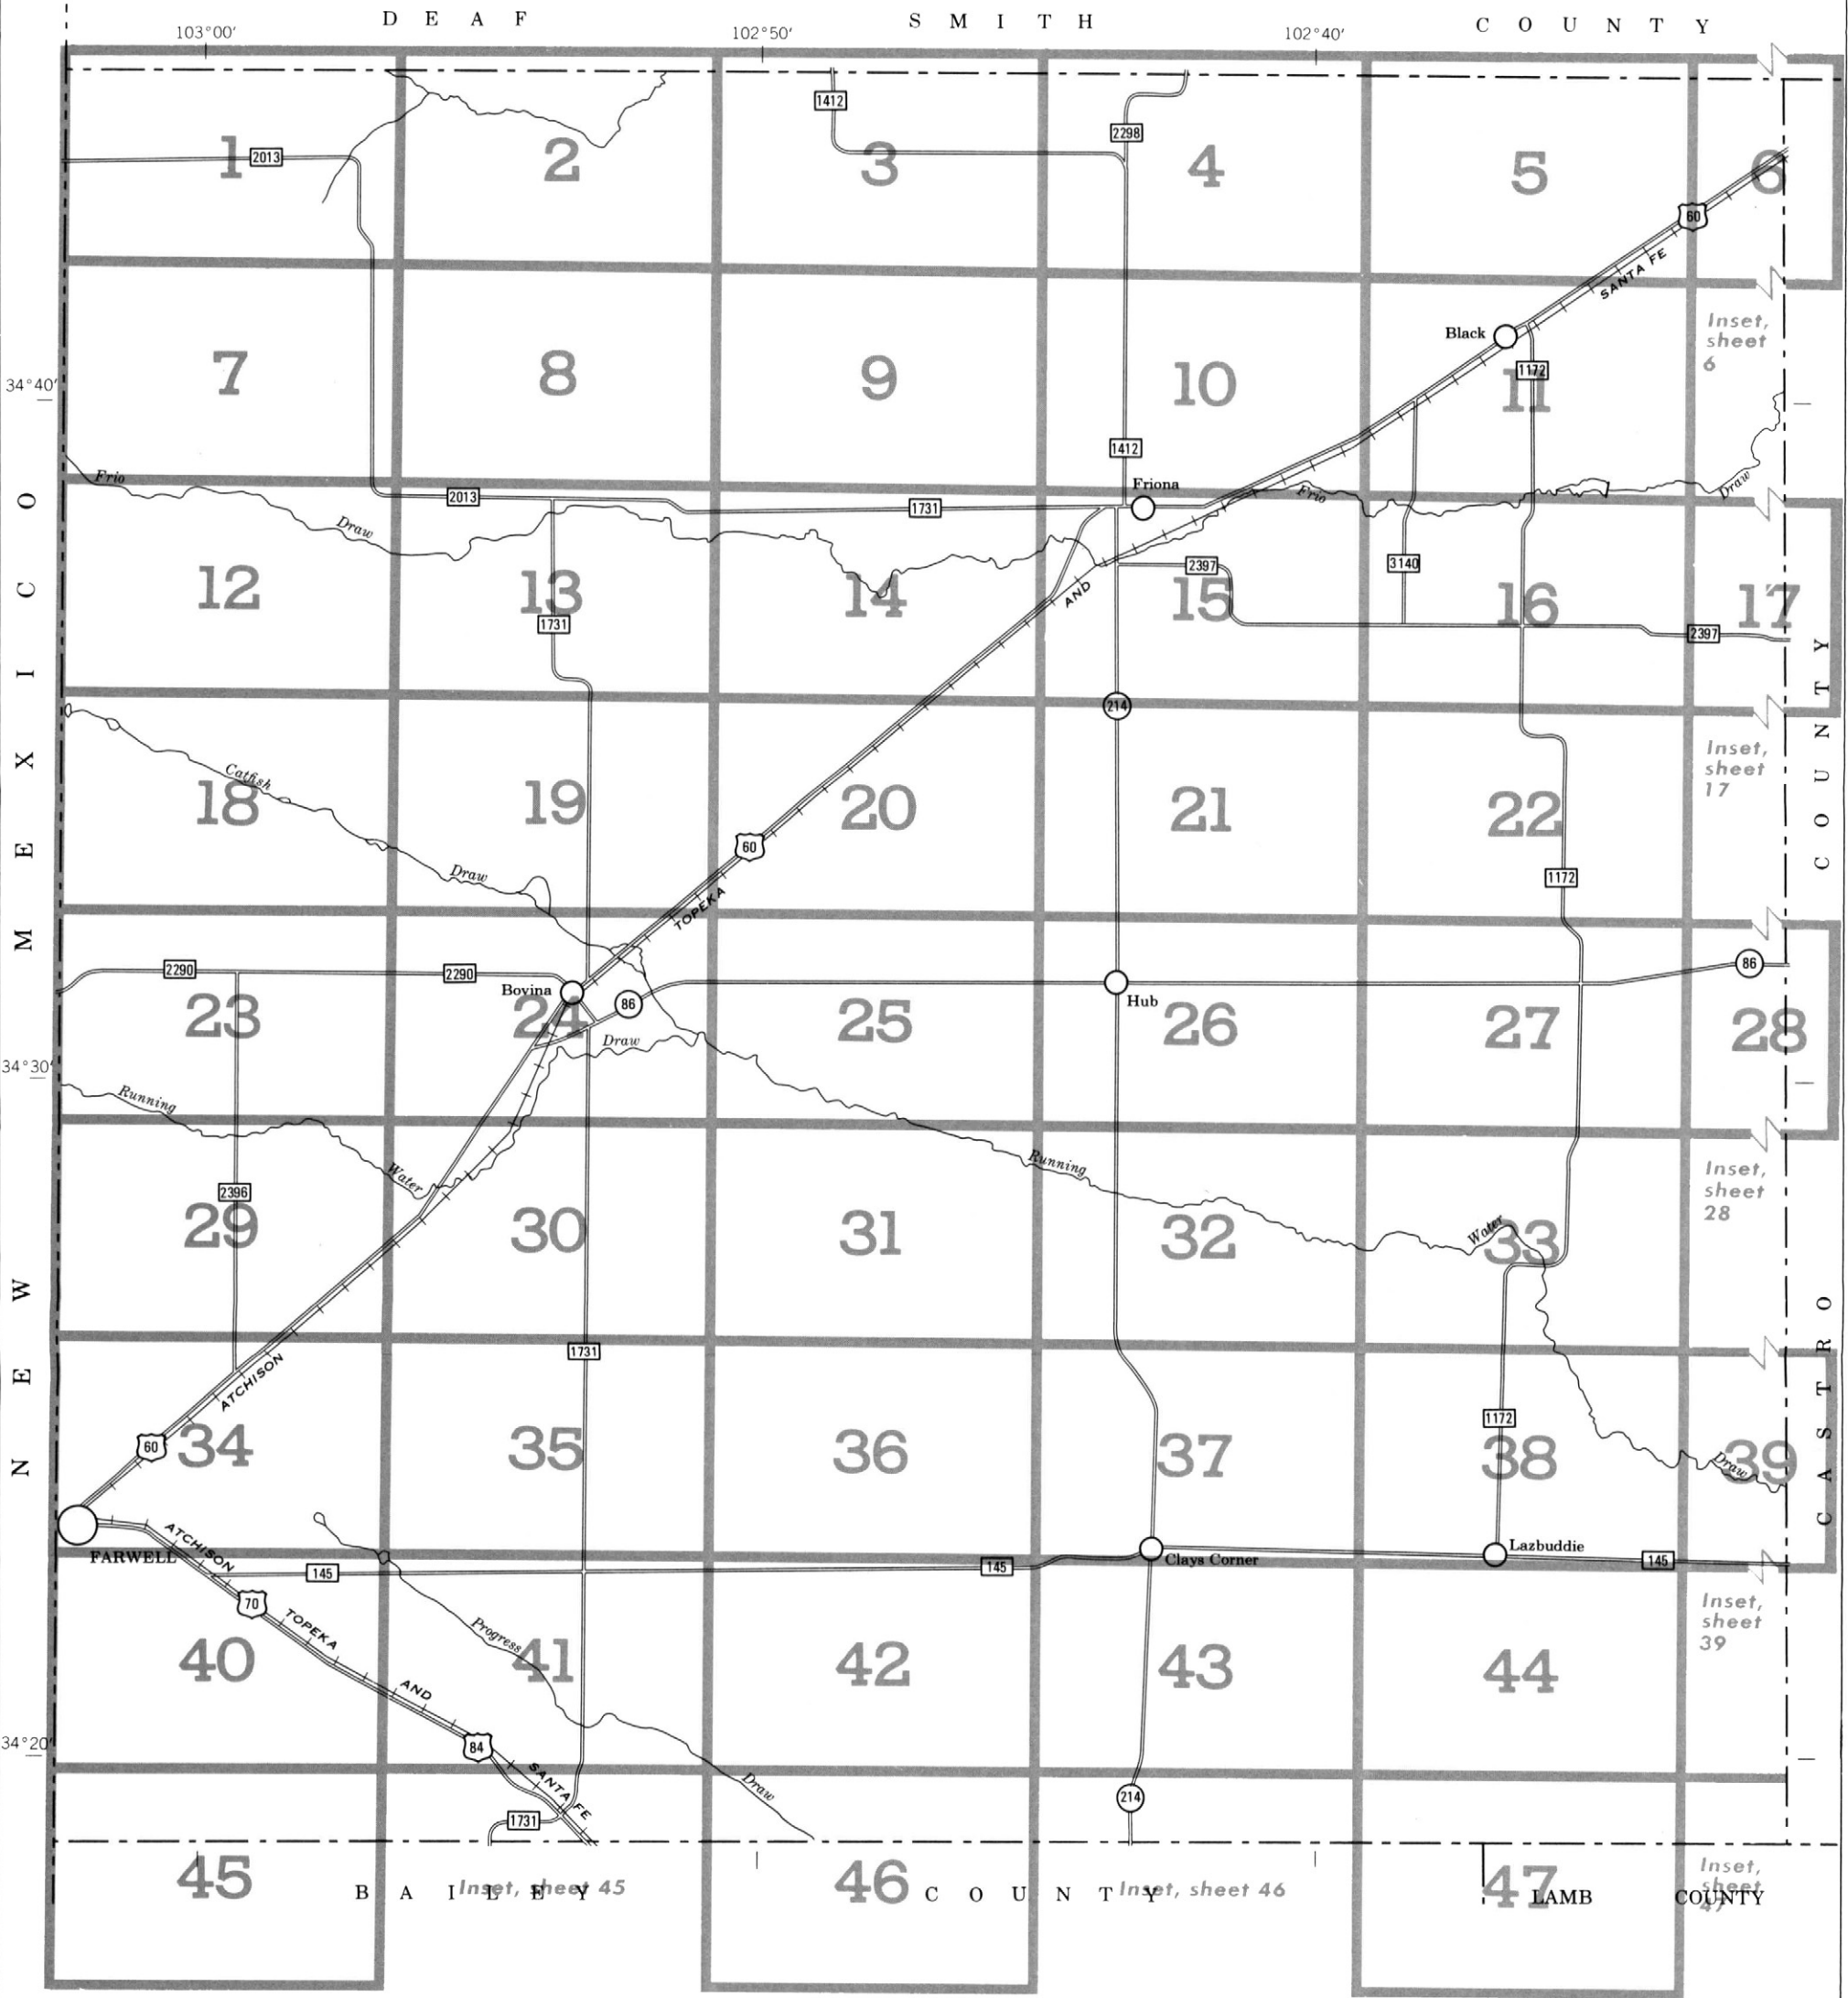 DEAF SMITH COUNTY
103°00' 102°50' 102°40'
1412
2298
1 2013 2 3 4 5 6
60
SANTA FE
Inset,
sheet
6
Black
1172
34°40'
7 8 9 10 11
1412
Frio
Friona
2013
1731
Frio
Draw
Draw
2397
3140
AND
12 13 14 15 16 17
1731
2397
214
Inset,
sheet
17
Catfish
18 19 20 21 22
60
Draw
1172
TOPEKA
2290 2290
86
Bovina
86
Hub
23 24 25 26 27 28
Draw
34°30'
Running
Running
Water
Inset,
sheet
28
2396
29 30 31 32 33
Water
1731
ATCHISON
1172
60
34 35 36 37 38 39
Draw
ATCHISON
FARWELL
Clays Corner
Lazbuddie
145
145
145
70
TOPEKA
Inset,
sheet
39
Progress
40 41 42 43 44
AND
34°20'
84
SANTA FE
Draw
214
1731
45 Inset, sheet 45 46 Inset, sheet 46 47
Inset,
sheet
47
BAILEY COUNTY
LAMB COUNTY
NEW MEXICO
CASTRO COUNTY